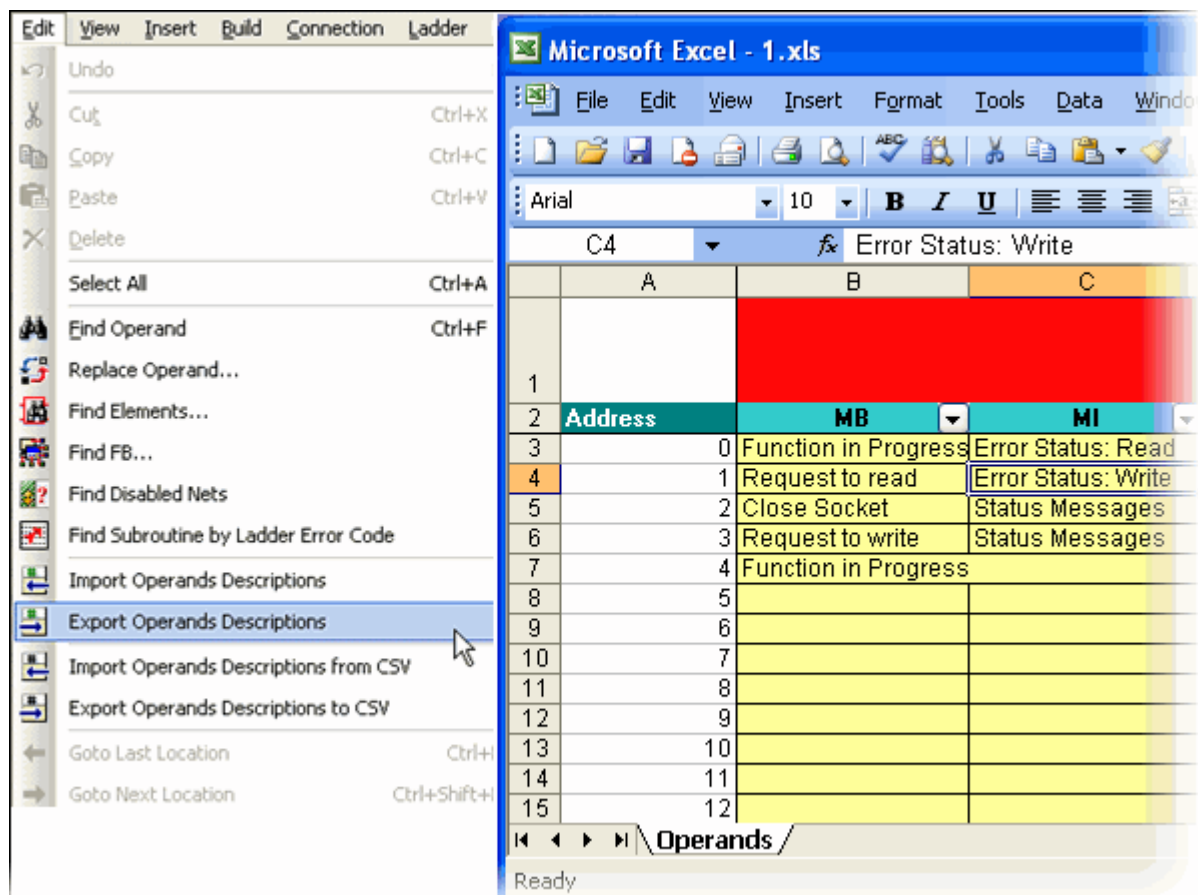 Edit View Insert Build Connection Ladder
Undo
Cut Ctrl+X
Copy Ctrl+C
Paste Ctrl+V
Delete
Select All Ctrl+A
Find Operand Ctrl+F
Replace Operand...
Find Elements...
Find FB...
Find Disabled Nets
Find Subroutine by Ladder Error Code
Import Operands Descriptions
Export Operands Descriptions
Import Operands Descriptions from CSV
Export Operands Descriptions to CSV
Goto Last Location Ctrl+
Goto Next Location Ctrl+Shift+
Microsoft Excel - 1.xls
File Edit View Insert Format Tools Data Windo
ABC
Arial 10 B I U
C4 fx Error Status: Write
A B C
1
2 Address MB MI
3 0 Function in Progress Error Status: Read
4 1 Request to read Error Status: Write
5 2 Close Socket Status Messages
6 3 Request to write Status Messages
7 4 Function in Progress
8 5
9 6
10 7
11 8
12 9
13 10
14 11
15 12
Operands
Ready